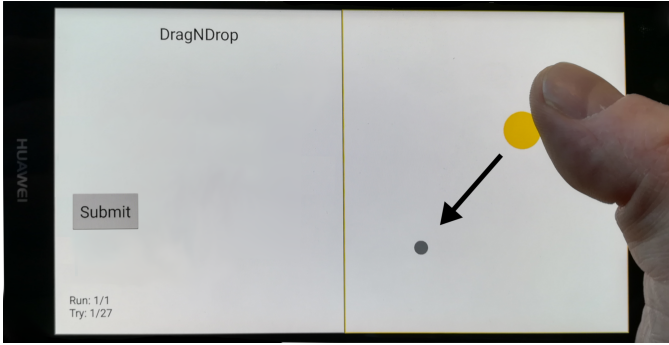 DragNDrop
HUAWEI
Submit
Run: 1/1
Try: 1/27